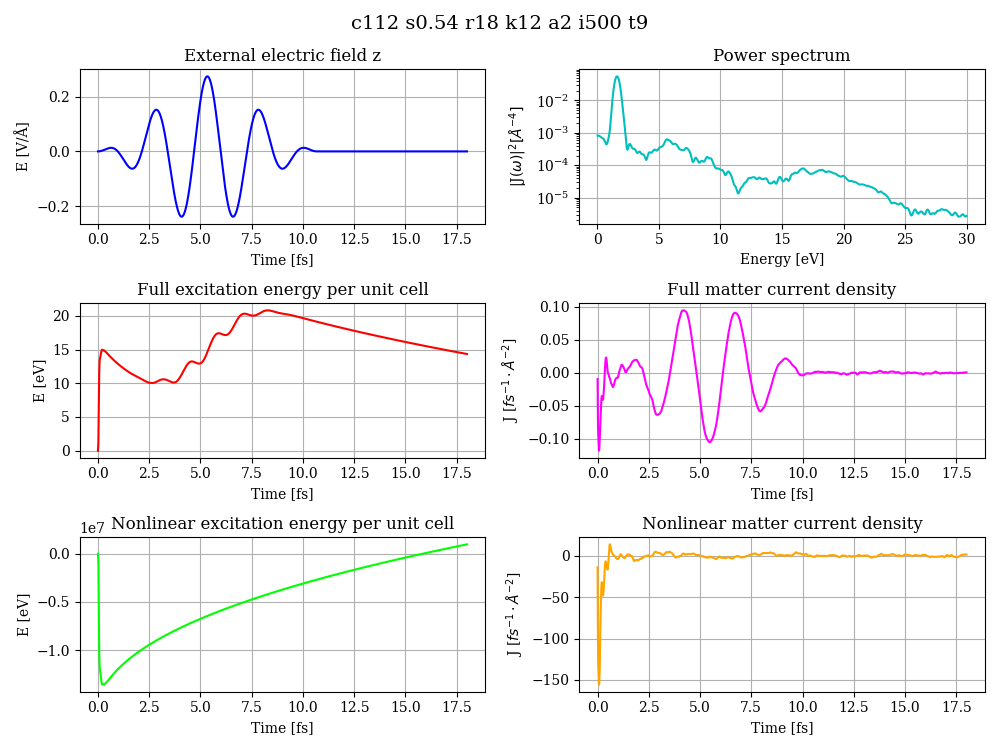 c112 s0.54 r18 k12 a2 i500 t9
External electric field z
E [V/Å]
0.2
0.0
−0.2
0.0 2.5 5.0 7.5 10.0 12.5 15.0 17.5
Time [fs]
Power spectrum
|J(ω)|²[Å⁻⁴]
10⁻²
10⁻³
10⁻⁴
10⁻⁵
0 5 10 15 20 25 30
Energy [eV]
Full excitation energy per unit cell
E [eV]
20
15
10
5
0
0.0 2.5 5.0 7.5 10.0 12.5 15.0 17.5
Time [fs]
Full matter current density
J [fs⁻¹ · Å⁻²]
0.10
0.05
0.00
−0.05
−0.10
0.0 2.5 5.0 7.5 10.0 12.5 15.0 17.5
Time [fs]
Nonlinear excitation energy per unit cell
1e7
E [eV]
0.0
−0.5
−1.0
0.0 2.5 5.0 7.5 10.0 12.5 15.0 17.5
Time [fs]
Nonlinear matter current density
J [fs⁻¹ · Å⁻²]
0
−50
−100
−150
0.0 2.5 5.0 7.5 10.0 12.5 15.0 17.5
Time [fs]